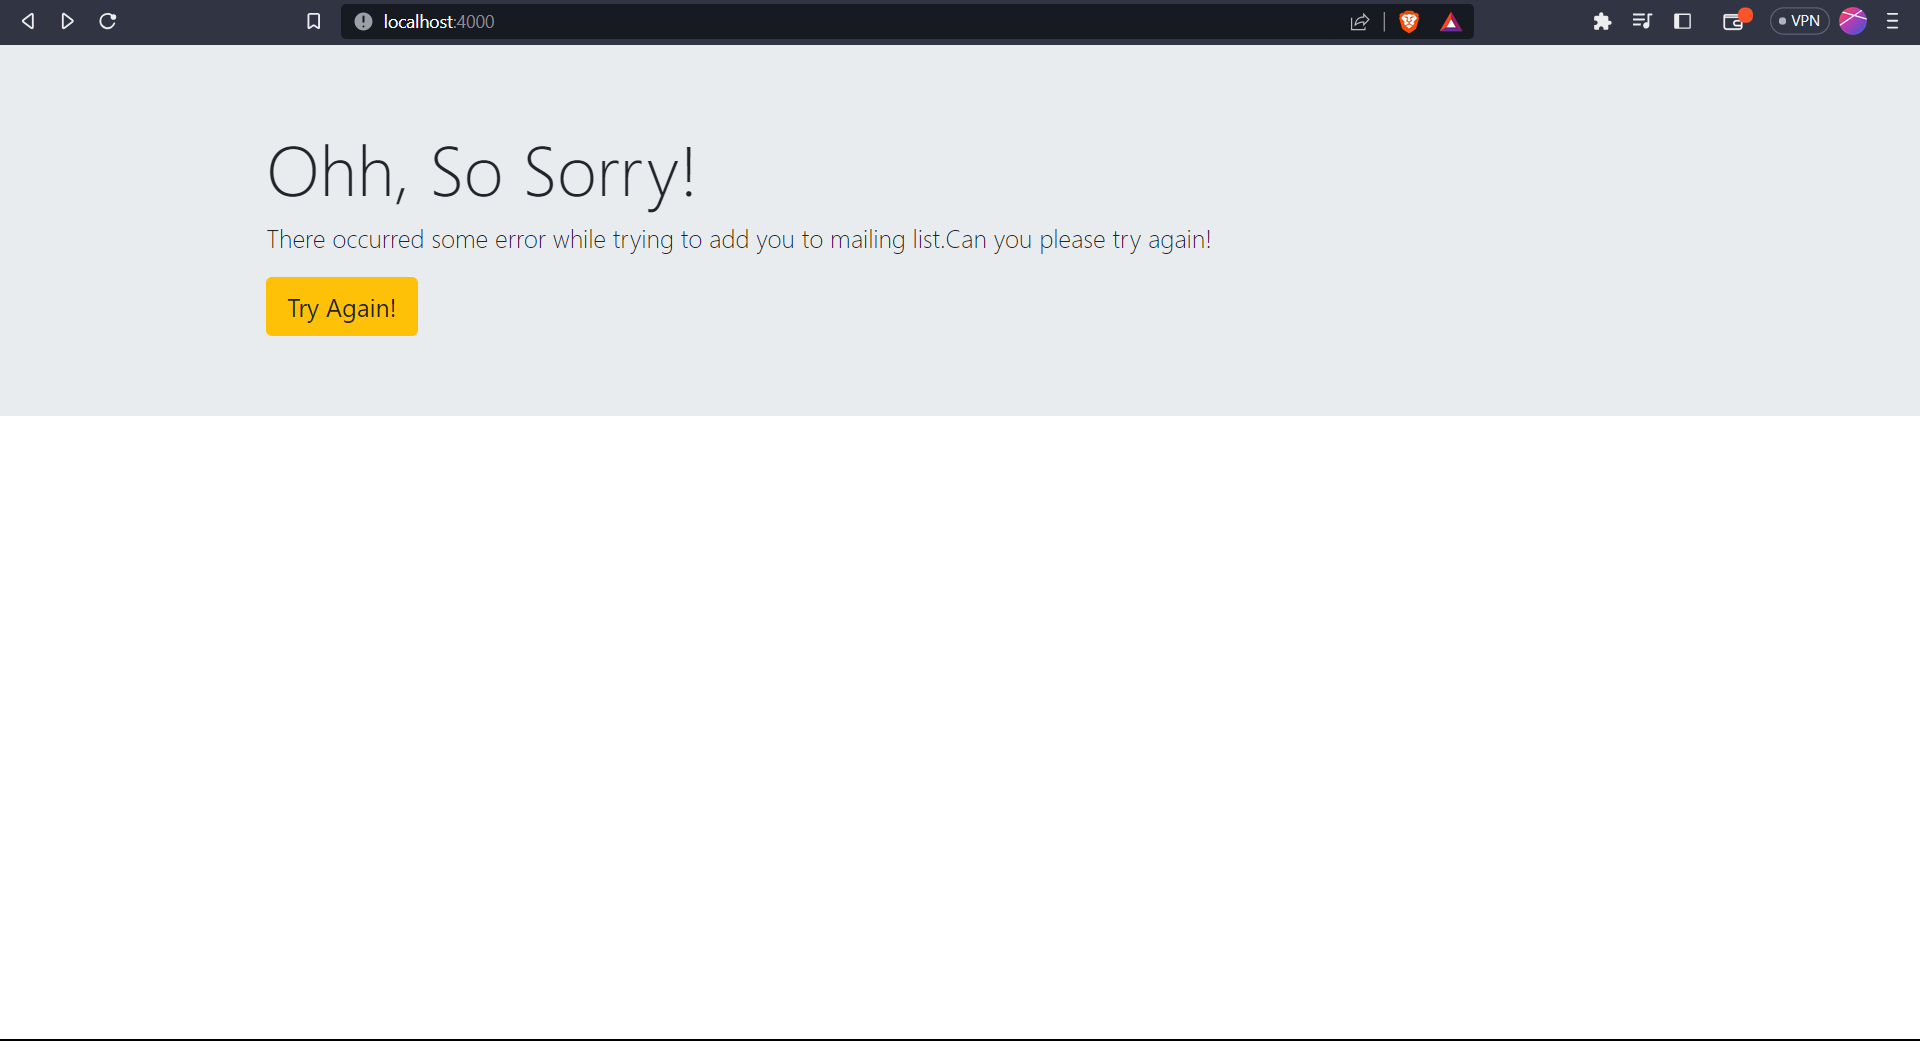 localhost:4000
VPN
Ohh, So Sorry!
There occurred some error while trying to add you to mailing list.Can you please try again!
Try Again!